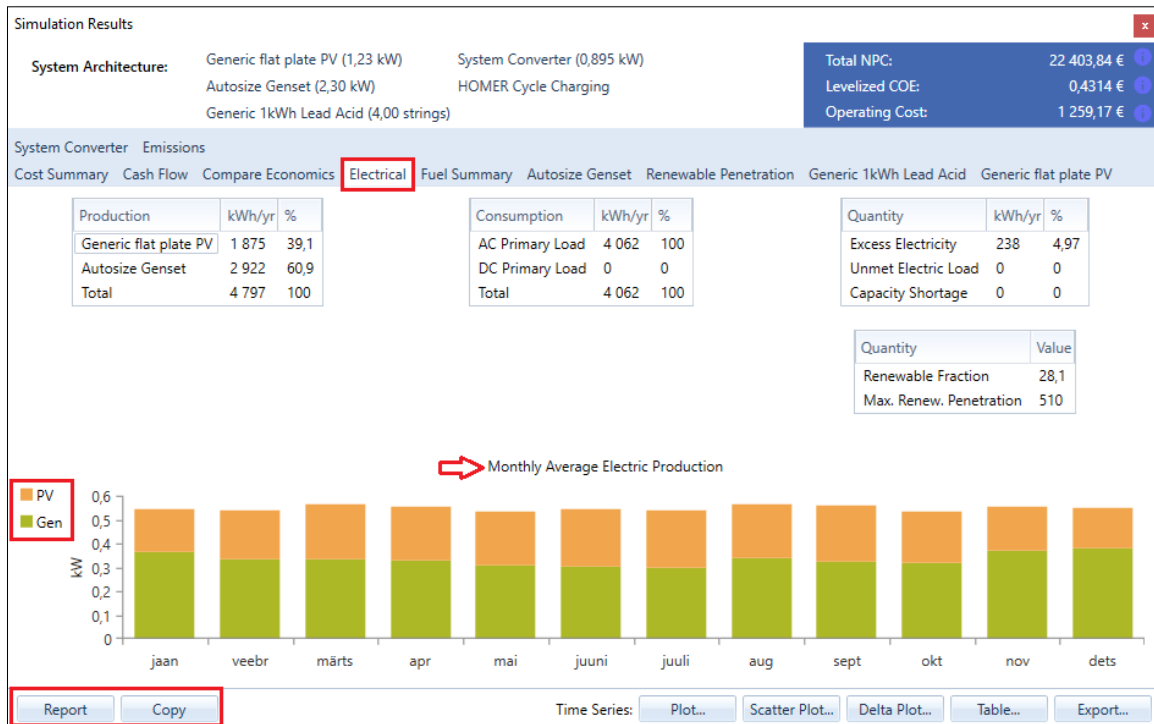 Simulation Results
x
System Architecture:
Generic flat plate PV (1,23 kW)
System Converter (0,895 kW)
Autosize Genset (2,30 kW)
HOMER Cycle Charging
Generic 1kWh Lead Acid (4,00 strings)
Total NPC: 22 403,84 €
Levelized COE: 0,4314 €
Operating Cost: 1 259,17 €
System Converter Emissions
Cost Summary Cash Flow Compare Economics Electrical Fuel Summary Autosize Genset Renewable Penetration Generic 1kWh Lead Acid Generic flat plate PV
Production kWh/yr %
Generic flat plate PV 1 875 39,1
Autosize Genset 2 922 60,9
Total 4 797 100
Consumption kWh/yr %
AC Primary Load 4 062 100
DC Primary Load 0 0
Total 4 062 100
Quantity kWh/yr %
Excess Electricity 238 4,97
Unmet Electric Load 0 0
Capacity Shortage 0 0
Quantity Value
Renewable Fraction 28,1
Max. Renew. Penetration 510
Monthly Average Electric Production
PV
Gen
kW
0,6
0,5
0,4
0,3
0,2
0,1
0
jaan veebr märts apr mai juuni juuli aug sept okt nov dets
Report Copy Time Series: Plot... Scatter Plot... Delta Plot... Table... Export...